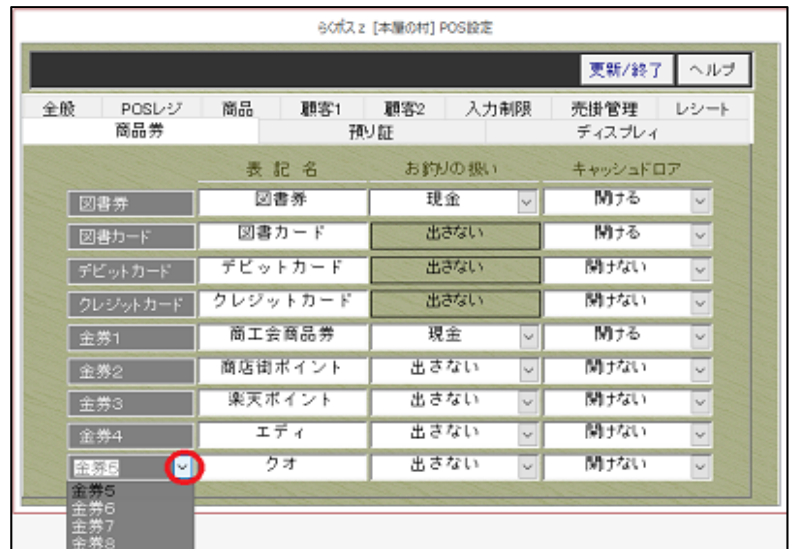 らくポス z [本屋の村] POS設定
更新/終了 ヘルプ
全般 POSレジ 商品 顧客1 顧客2 入力制限 売掛管理 レシート
商品券 預り証 ディスプレイ
表 記 名 お釣りの扱い キャッシュドロア
図書券 図書券 現金 開ける
図書カード 図書カード 出さない 開ける
デビットカード デビットカード 出さない 開けない
クレジットカード クレジットカード 出さない 開けない
金券1 商工会商品券 現金 開ける
金券2 商店街ポイント 出さない 開けない
金券3 楽天ポイント 出さない 開けない
金券4 エディ 出さない 開けない
金券5 クオ 出さない 開けない
金券5
金券6
金券7
金券8